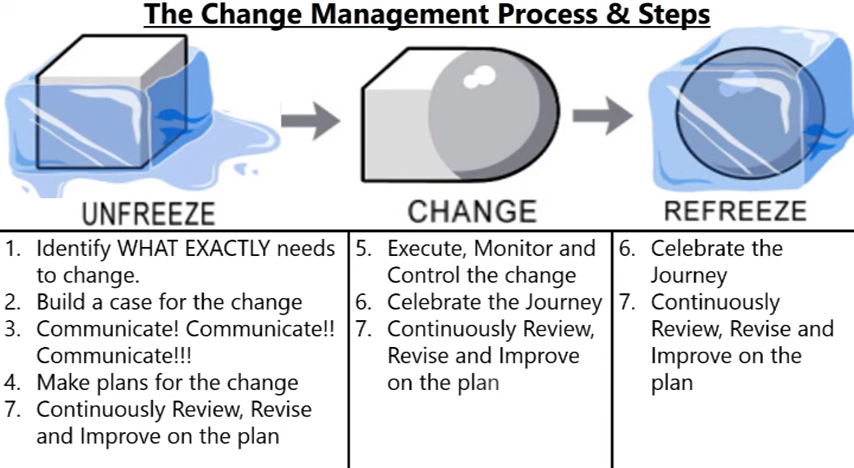 The Change Management Process & Steps
UNFREEZE
CHANGE
REFREEZE
1. Identify WHAT EXACTLY needs
to change.
2. Build a case for the change
3. Communicate! Communicate!!
Communicate!!!
4. Make plans for the change
7. Continuously Review, Revise
and Improve on the plan
5. Execute, Monitor and
Control the change
6. Celebrate the Journey
7. Continuously Review,
Revise and Improve
on the plan
6. Celebrate the
Journey
7. Continuously
Review, Revise and
Improve on the
plan